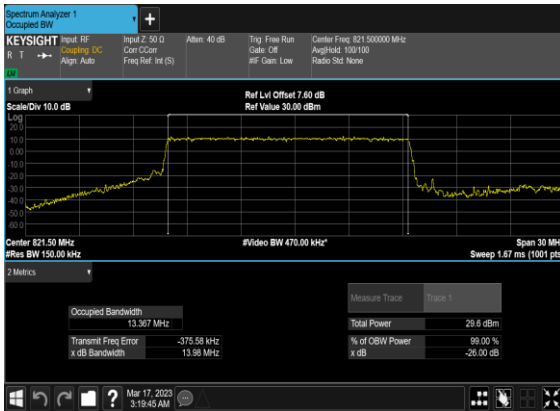 Spectrum Analyzer 1
Occupied BW
+
KEYSIGHT Input: RF Input Z: 50 Ω Atten: 40 dB Trig: Free Run Center Freq: 821.500000 MHz
R T Coupling: DC Corr CCorr Gate: Off Avg|Hold: 100/100
Align: Auto Freq Ref: Int (S) #IF Gain: Low Radio Std: None
LXI
1 Graph
Ref Lvl Offset 7.60 dB
Scale/Div 10.0 dB Ref Value 30.00 dBm
Log
20.0
10.0
0.00
-10.0
-20.0
-30.0
-40.0
-50.0
-60.0
Center 821.50 MHz #Video BW 470.00 kHz* Span 30 MH
#Res BW 150.00 kHz Sweep 1.67 ms (1001 pts
2 Metrics
Measure Trace Trace 1
Occupied Bandwidth
13.367 MHz
Total Power 29.6 dBm
Transmit Freq Error -375.58 kHz % of OBW Power 99.00 %
x dB Bandwidth 13.98 MHz x dB -26.00 dB
? Mar 17, 2023
3:19:45 AM